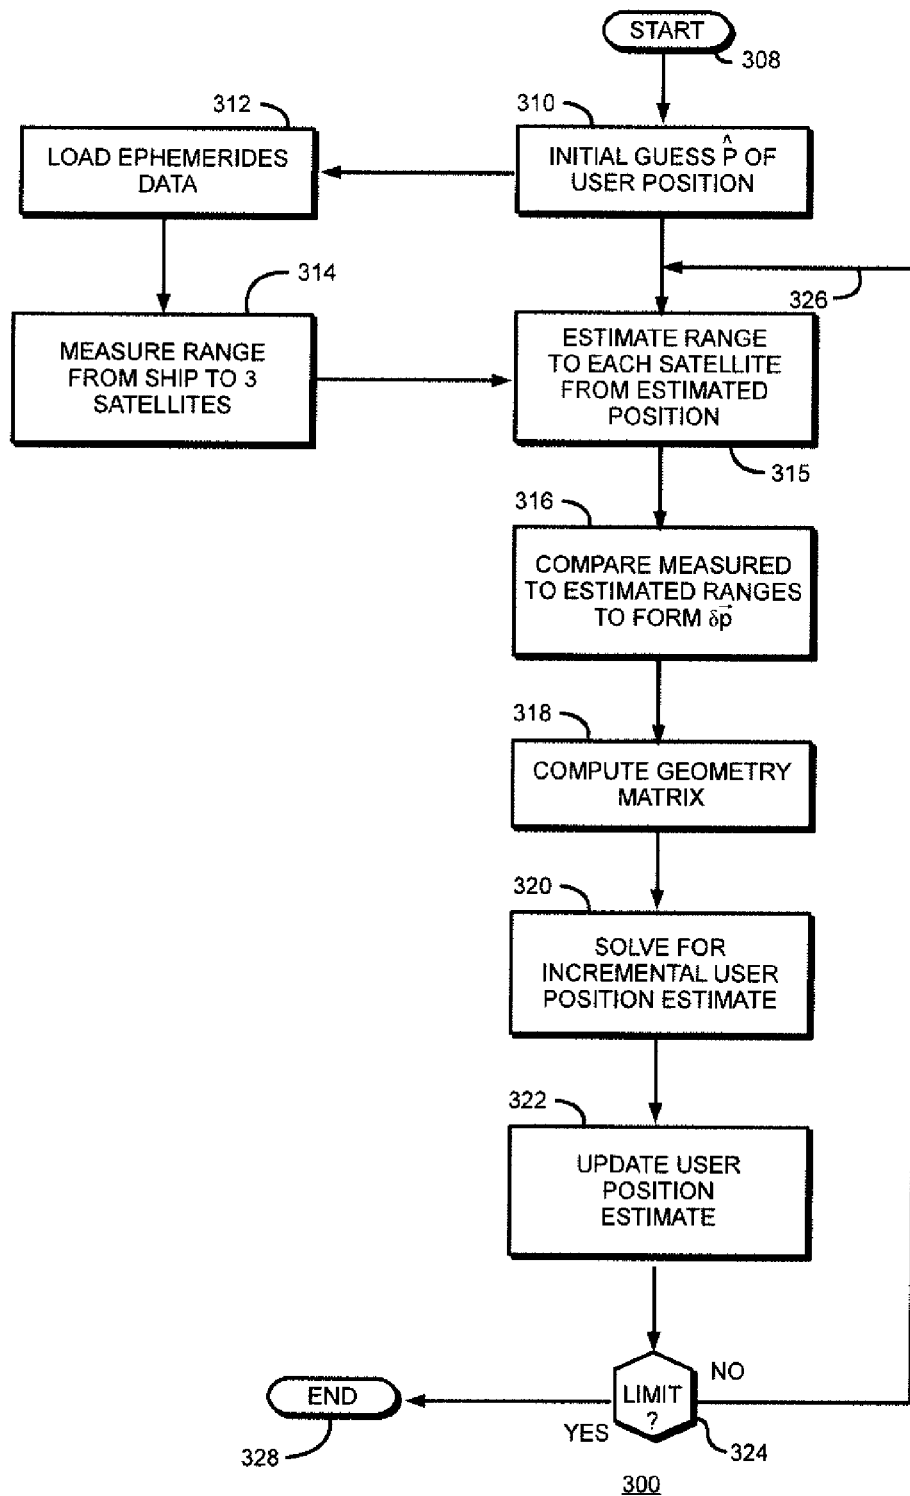 START
308
312
310
LOAD EPHEMERIDES
DATA
INITIAL GUESS P̂ OF
USER POSITION
314
326
MEASURE RANGE
FROM SHIP TO 3
SATELLITES
ESTIMATE RANGE
TO EACH SATELLITE
FROM ESTIMATED
POSITION
315
316
COMPARE MEASURED
TO ESTIMATED RANGES
TO FORM δp⃗
318
COMPUTE GEOMETRY
MATRIX
320
SOLVE FOR
INCREMENTAL USER
POSITION ESTIMATE
322
UPDATE USER
POSITION
ESTIMATE
NO
END
LIMIT
?
YES
328
324
300